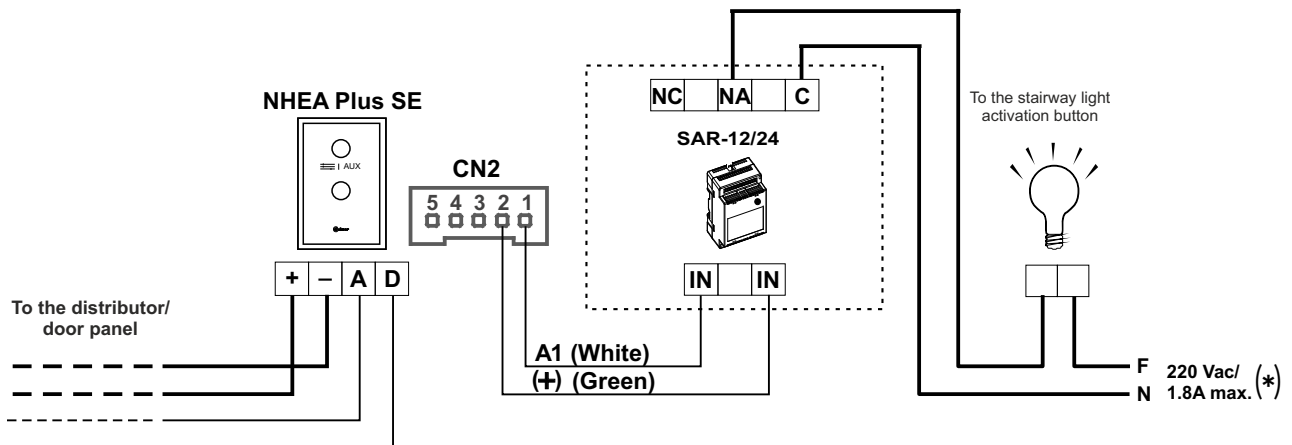 NC NA C
To the stairway light
activation button
NHEA Plus SE
SAR-12/24
AUX
CN2
5 4 3 2 1
+ – A D
IN IN
To the distributor/
door panel
A1 (White)
(+) (Green)
F
N
220 Vac/
1.8A max. (*)